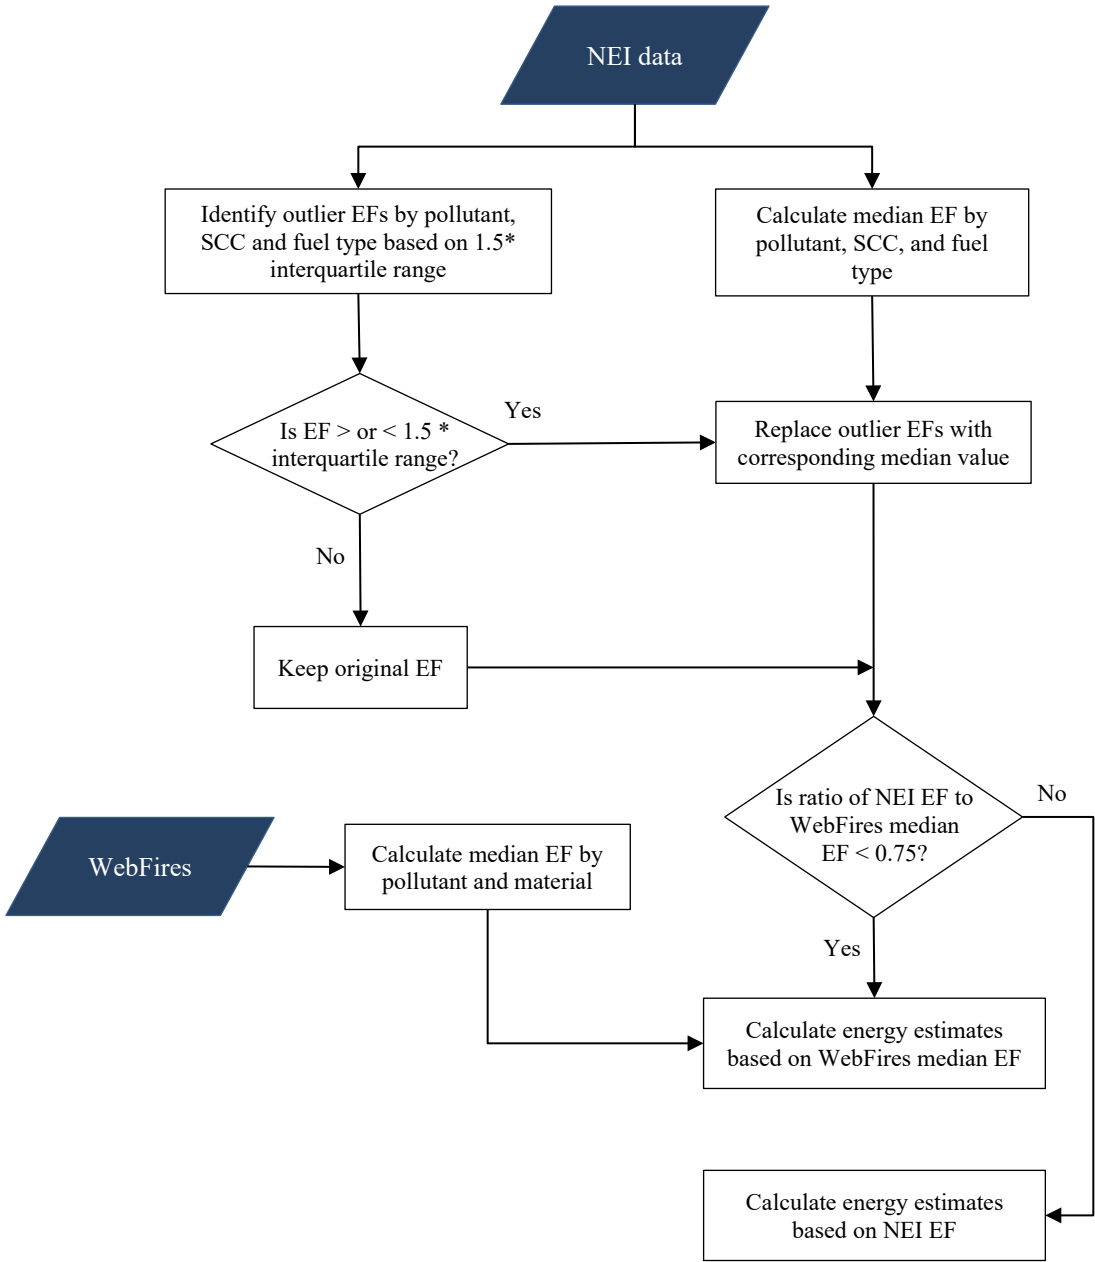 NEI data
Identify outlier EFs by pollutant,
SCC and fuel type based on 1.5*
interquartile range
Calculate median EF by
pollutant, SCC, and fuel
type
Is EF > or < 1.5 *
interquartile range?
Yes
Replace outlier EFs with
corresponding median value
No
Keep original EF
Is ratio of NEI EF to
WebFires median
EF < 0.75?
No
WebFires
Calculate median EF by
pollutant and material
Yes
Calculate energy estimates
based on WebFires median EF
Calculate energy estimates
based on NEI EF